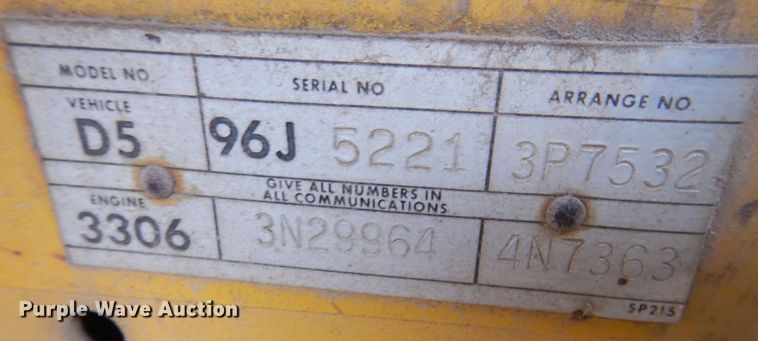 MODEL NO. SERIAL NO ARRANGE NO.
VEHICLE
D5 96J 5221 3P7532
GIVE ALL NUMBERS IN
ALL COMMUNICATIONS
ENGINE
3306 3N29964 4N7363
5P215
Purple Wave Auction